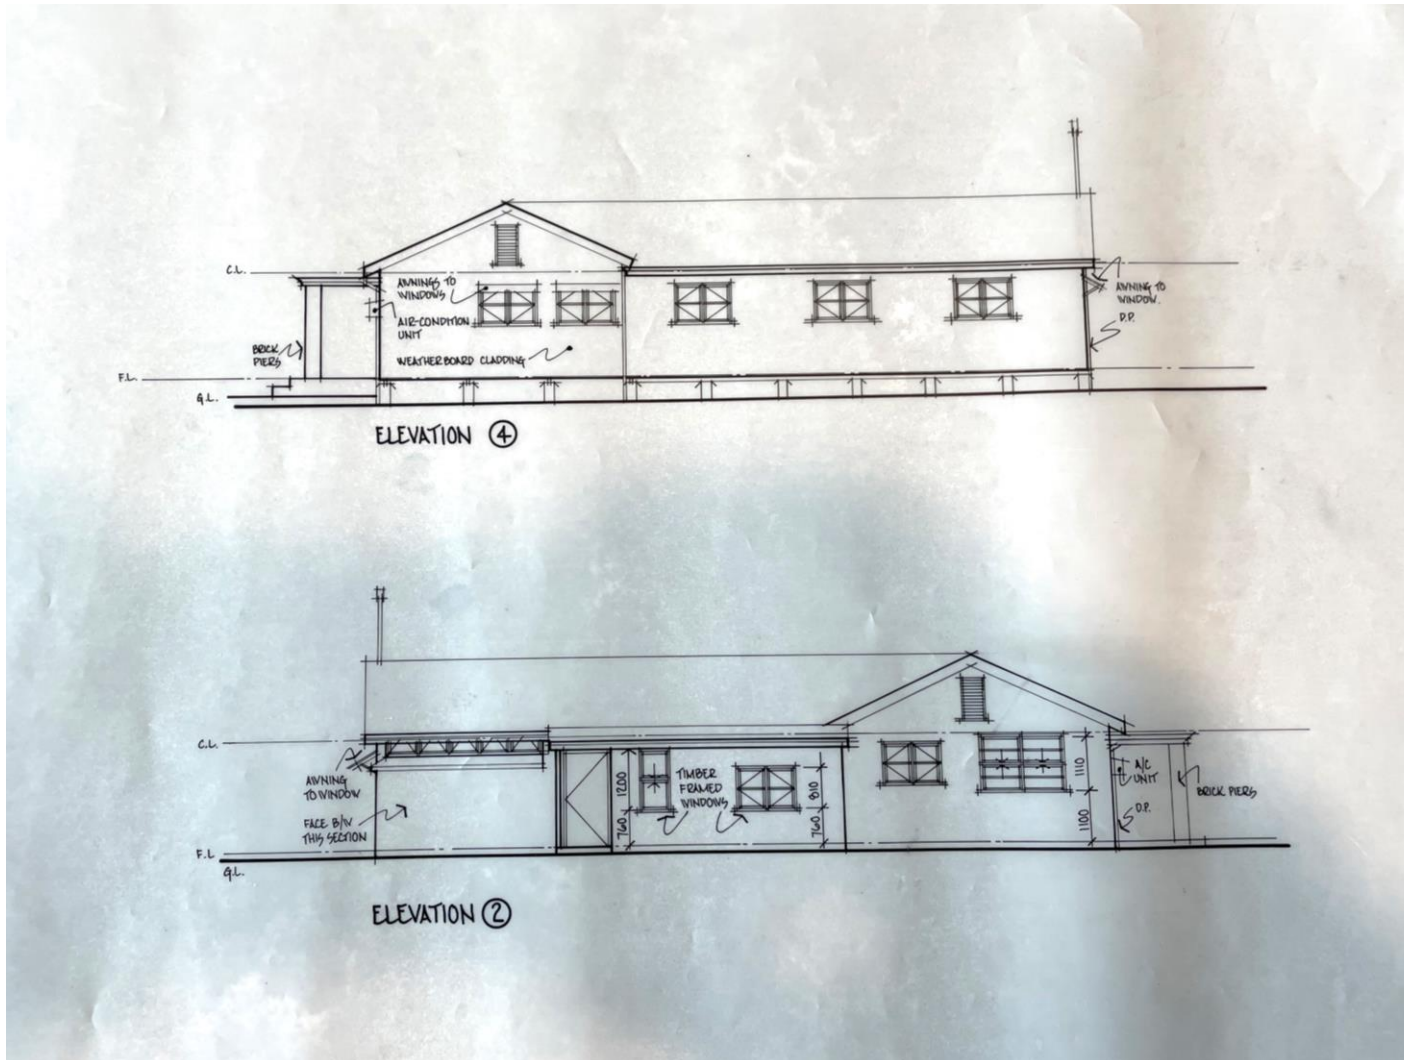 C.L.
AWNINGS TO
WINDOWS
AIR-CONDITION
UNIT
BRICK
PIERS
WEATHERBOARD CLADDING
AWNING TO
WINDOW.
D.P.
F.L.
G.L.
ELEVATION 4
C.L.
AWNING
TO WINDOW
FACE B/W
THIS SECTION
1200
760
TIMBER
FRAMED
WINDOWS
810
760
1110
1100
A/C
UNIT
BRICK PIERS
D.P.
F.L.
G.L.
ELEVATION 2